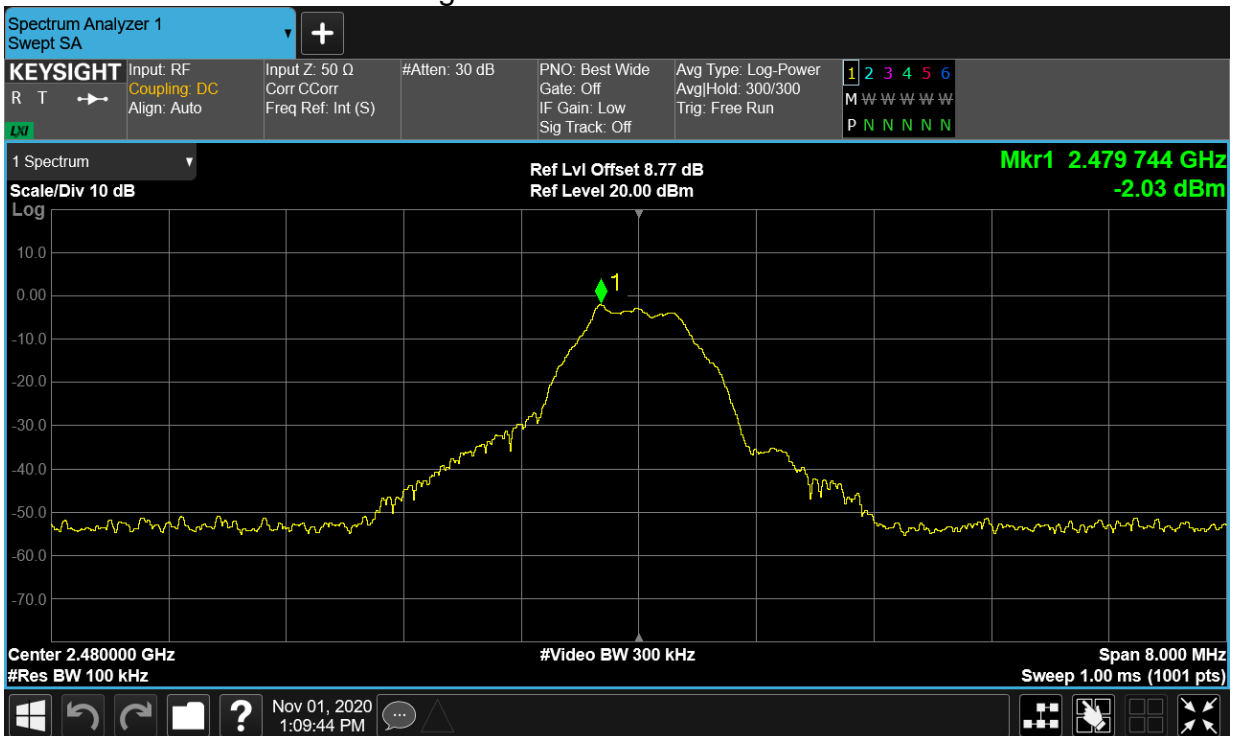 Spectrum Analyzer 1
Swept SA
+
KEYSIGHT
R T
LXI
Input: RF
Coupling: DC
Align: Auto
Input Z: 50 Ω
Corr CCorr
Freq Ref: Int (S)
#Atten: 30 dB
PNO: Best Wide
Gate: Off
IF Gain: Low
Sig Track: Off
Avg Type: Log-Power
Avg|Hold: 300/300
Trig: Free Run
1 2 3 4 5 6
M W W W W W
P N N N N N
1 Spectrum
Scale/Div 10 dB
Log
Ref Lvl Offset 8.77 dB
Ref Level 20.00 dBm
Mkr1 2.479 744 GHz
-2.03 dBm
1
10.0
0.00
-10.0
-20.0
-30.0
-40.0
-50.0
-60.0
-70.0
Center 2.480000 GHz
#Res BW 100 kHz
#Video BW 300 kHz
Span 8.000 MHz
Sweep 1.00 ms (1001 pts)
?
Nov 01, 2020
1:09:44 PM